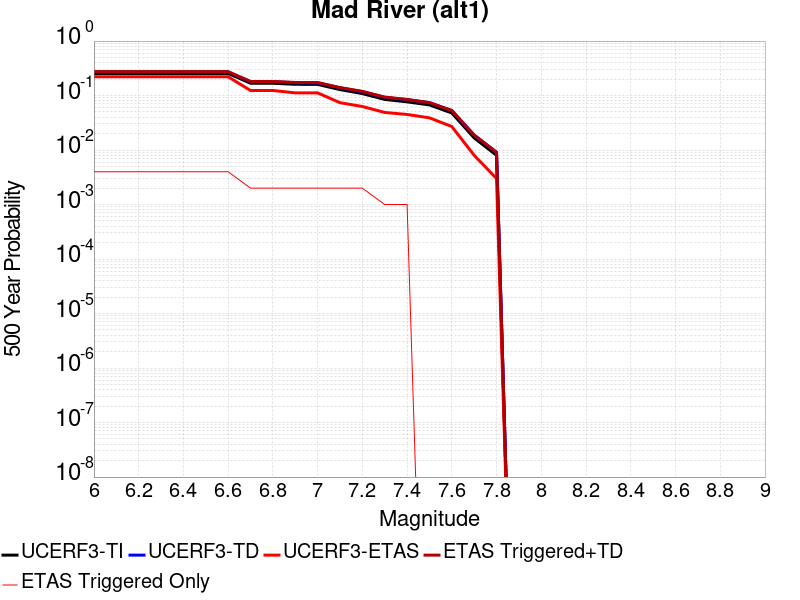 Mad River (alt1)
500 Year Probability
10^0
10^-1
10^-2
10^-3
10^-4
10^-5
10^-6
10^-7
10^-8
6 6.2 6.4 6.6 6.8 7 7.2 7.4 7.6 7.8 8 8.2 8.4 8.6 8.8 9
Magnitude
UCERF3-TI UCERF3-TD UCERF3-ETAS ETAS Triggered+TD
ETAS Triggered Only